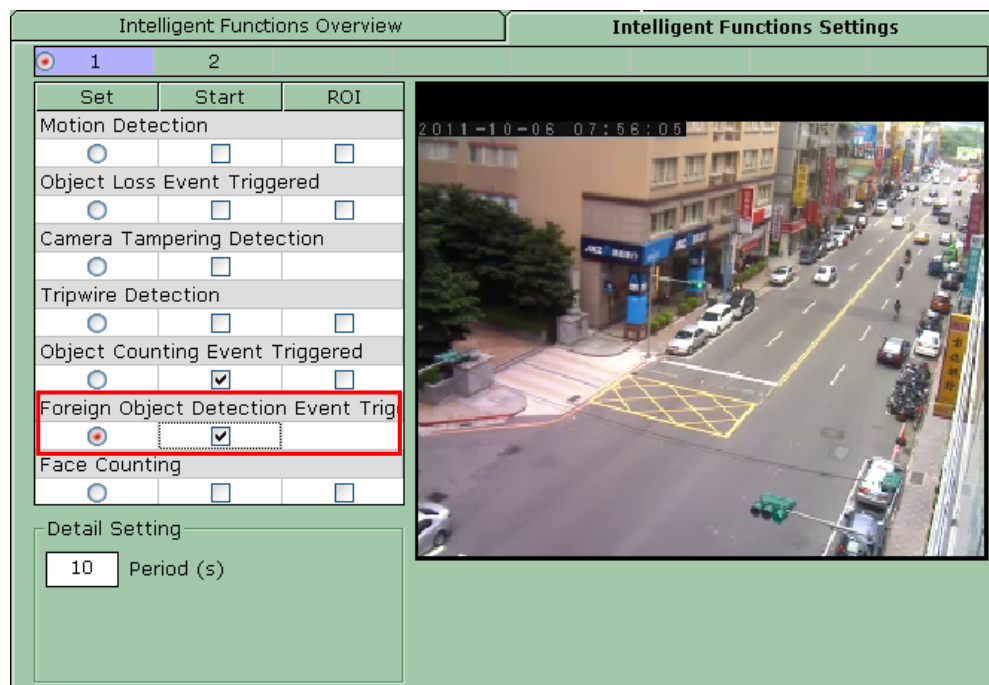 Intelligent Functions Overview
Intelligent Functions Settings
1 2
Set Start ROI
Motion Detection
2011-10-06 07:56:05
Object Loss Event Triggered
Camera Tampering Detection
Tripwire Detection
Object Counting Event Triggered
Foreign Object Detection Event Trig
Face Counting
Detail Setting
10 Period (s)